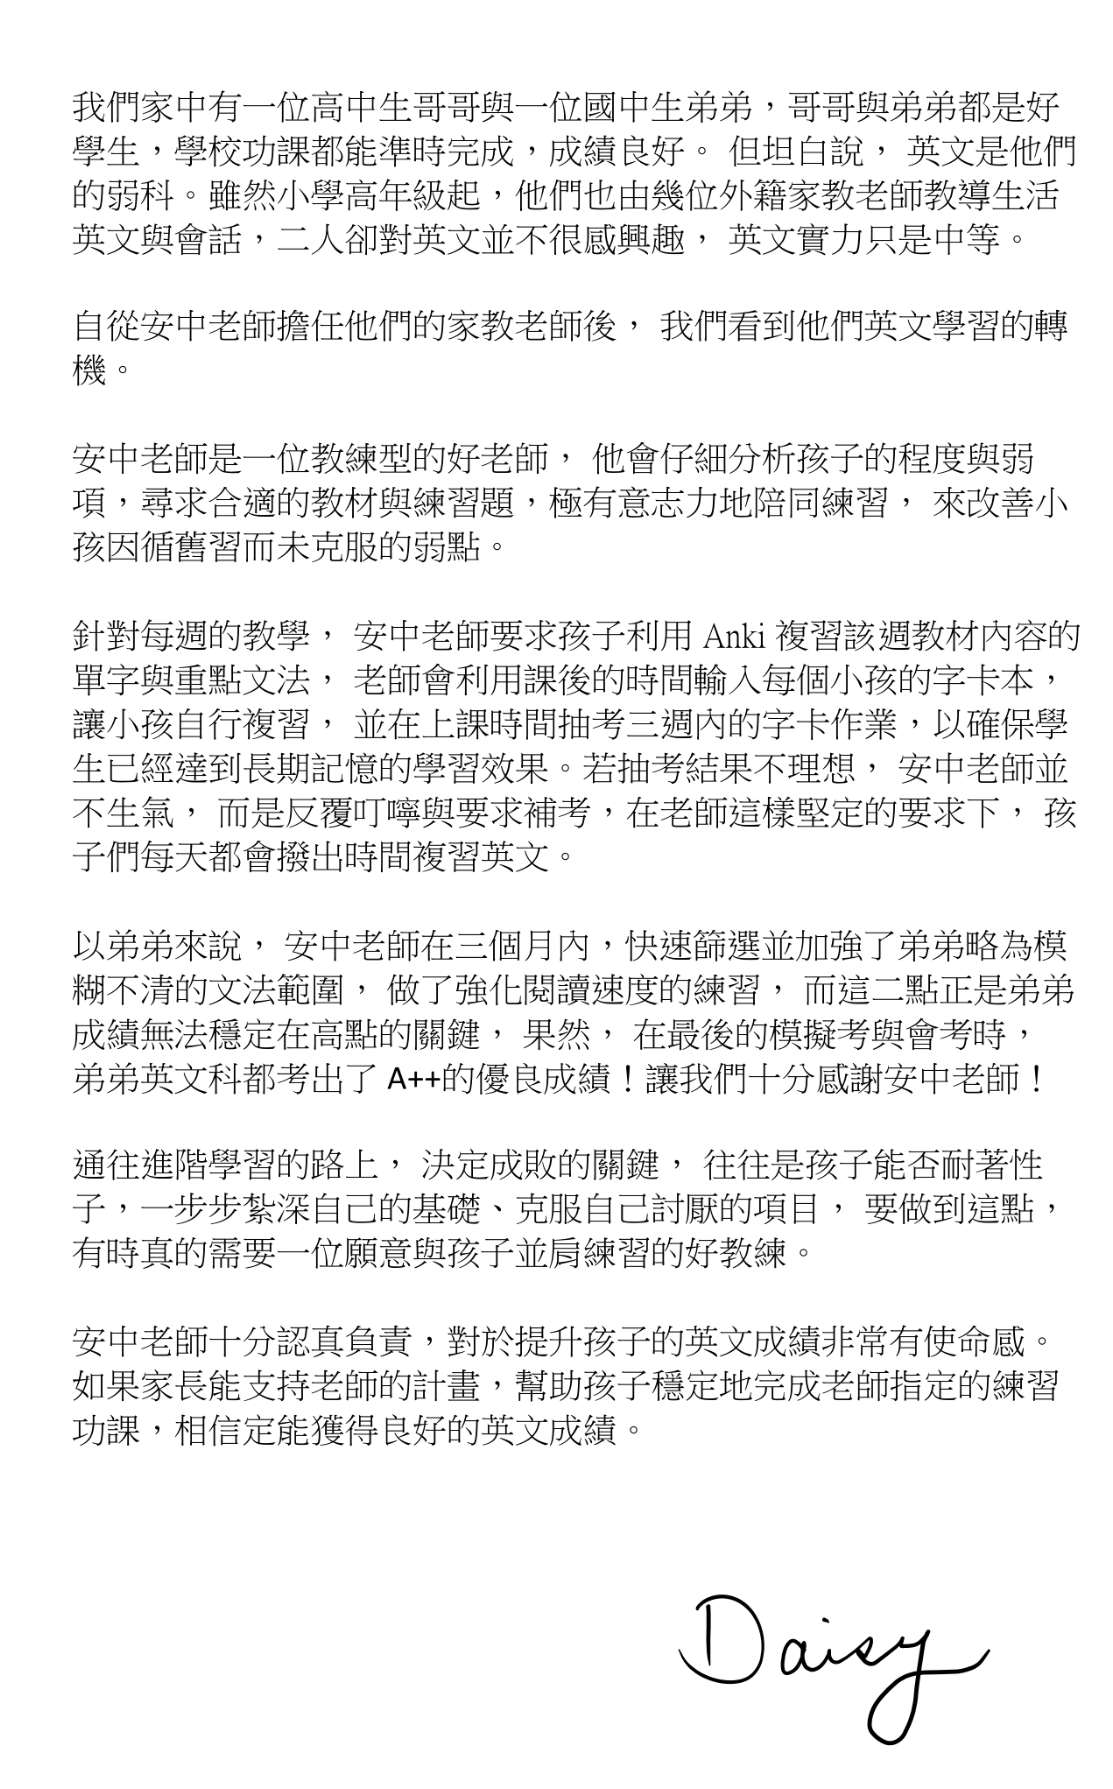 我們家中有一位高中生哥哥與一位國中生弟弟，哥哥與弟弟都是好
學生，學校功課都能準時完成，成績良好。 但坦白說， 英文是他們
的弱科。雖然小學高年級起，他們也由幾位外籍家教老師教導生活
英文與會話，二人卻對英文並不很感興趣， 英文實力只是中等。
自從安中老師擔任他們的家教老師後， 我們看到他們英文學習的轉
機。
安中老師是一位教練型的好老師， 他會仔細分析孩子的程度與弱
項，尋求合適的教材與練習題，極有意志力地陪同練習， 來改善小
孩因循舊習而未克服的弱點。
針對每週的教學， 安中老師要求孩子利用 Anki 複習該週教材內容的
單字與重點文法， 老師會利用課後的時間輸入每個小孩的字卡本，
讓小孩自行複習， 並在上課時間抽考三週內的字卡作業，以確保學
生已經達到長期記憶的學習效果。若抽考結果不理想， 安中老師並
不生氣， 而是反覆叮嚀與要求補考，在老師這樣堅定的要求下， 孩
子們每天都會撥出時間複習英文。
以弟弟來說， 安中老師在三個月內，快速篩選並加強了弟弟略為模
糊不清的文法範圍， 做了強化閱讀速度的練習， 而這二點正是弟弟
成績無法穩定在高點的關鍵， 果然， 在最後的模擬考與會考時，
弟弟英文科都考出了 A++的優良成績！讓我們十分感謝安中老師！
通往進階學習的路上， 決定成敗的關鍵， 往往是孩子能否耐著性
子，一步步紮深自己的基礎、克服自己討厭的項目， 要做到這點，
有時真的需要一位願意與孩子並肩練習的好教練。
安中老師十分認真負責，對於提升孩子的英文成績非常有使命感。
如果家長能支持老師的計畫，幫助孩子穩定地完成老師指定的練習
功課，相信定能獲得良好的英文成績。
Daisy